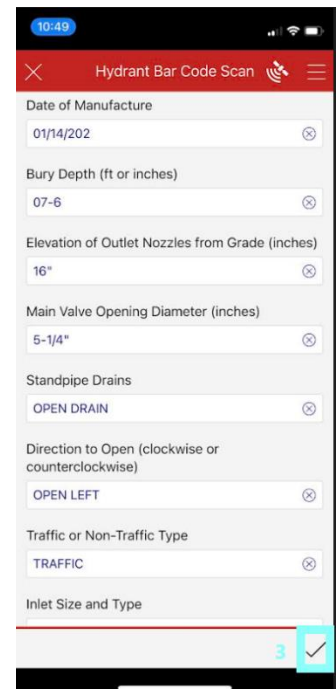 10:49
Hydrant Bar Code Scan
Date of Manufacture
01/14/202
Bury Depth (ft or inches)
07-6
Elevation of Outlet Nozzles from Grade (inches)
16"
Main Valve Opening Diameter (inches)
5-1/4"
Standpipe Drains
OPEN DRAIN
Direction to Open (clockwise or
counterclockwise)
OPEN LEFT
Traffic or Non-Traffic Type
TRAFFIC
Inlet Size and Type
3